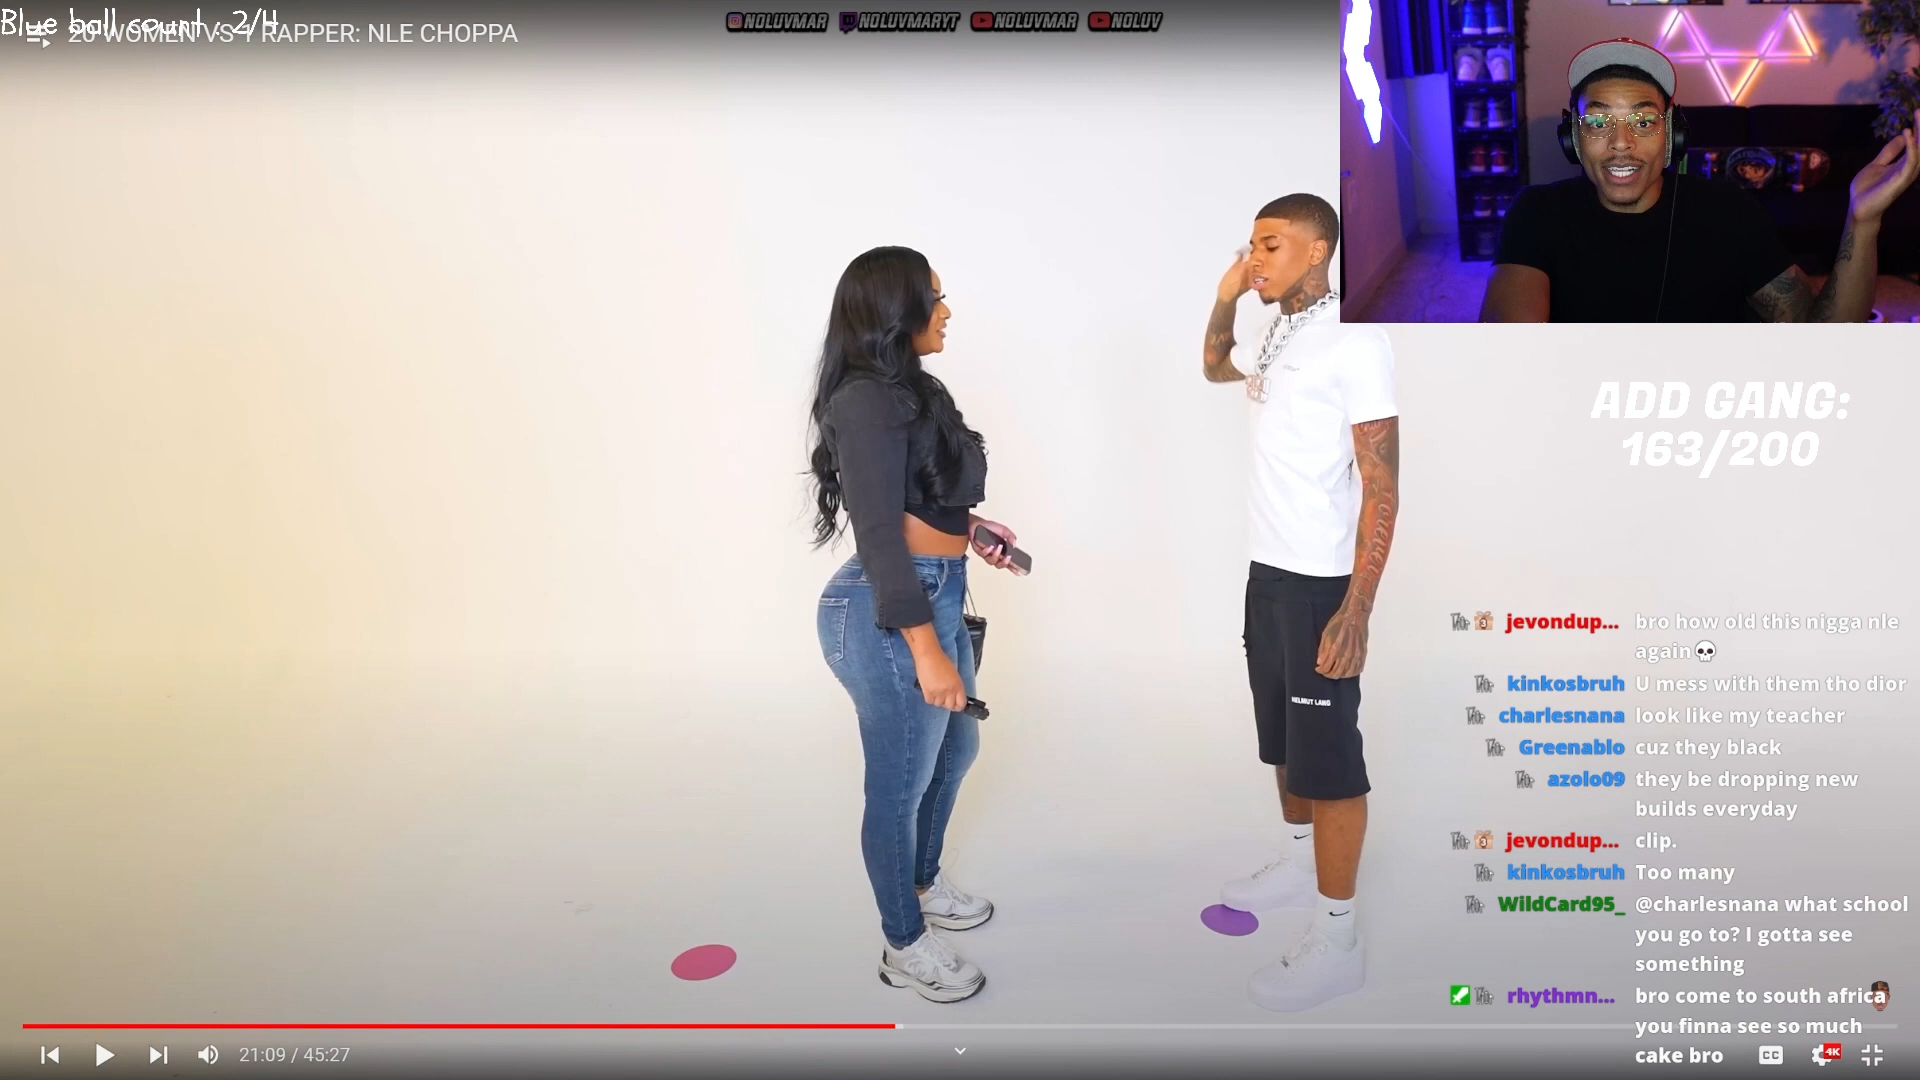 Blue ball count : 2/4
20 WOMEN VS 1 RAPPER: NLE CHOPPA
NOLUVMAR NOLUVMARYT NOLUVMAR NOLUV
ADD GANG:
163/200
HELMUT LANG
jevondup... bro how old this nigga nle
again💀
kinkosbruh U mess with them tho dior
charlesnana look like my teacher
Greenablo cuz they black
azolo09 they be dropping new
builds everyday
jevondup... clip.
kinkosbruh Too many
WildCard95_ @charlesnana what school
you go to? I gotta see
something
rhythmn... bro come to south africa
you finna see so much
cake bro
21:09 / 45:27
CC
4K